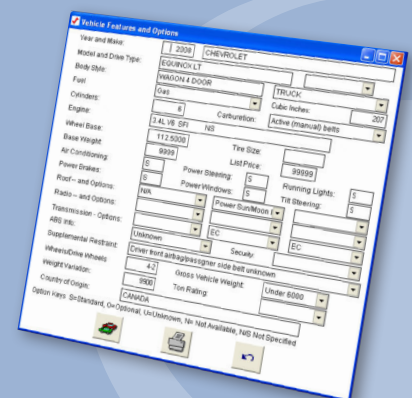 Vehicle Features and Options
Year and Make: 2008 CHEVROLET
Model and Drive Type: EQUINOX LT
Body Style: WAGON 4 DOOR TRUCK
Fuel Gas Cubic Inches: 207
Cylinders: 6 Carburetion: Active (manual) belts
Engine: 3.4L V6 SFI NS
Wheel Base: 112.5000 Tire Size:
Base Weight: 9999 List Price: 99999
Air Conditioning: S Power Steering: S Running Lights: S
Power Brakes: S Power Windows: S Tilt Steering: S
Roof -- and Options: N/A Power Sun/Moon
Radio -- and Options:
Transmission - Options: EC EC
ABS Info: Unknown Security:
Supplemental Restraint: Driver front airbag/passgner side belt unknown
Wheels/Drive Wheels 4-2 Gross Vehicle Weight: Under 6000
Weight Variation: 9900 Ton Rating:
Country of Origin: CANADA
Option Keys S=Standard, O=Optional, U=Unknown, N= Not Available, N/S Not Specified